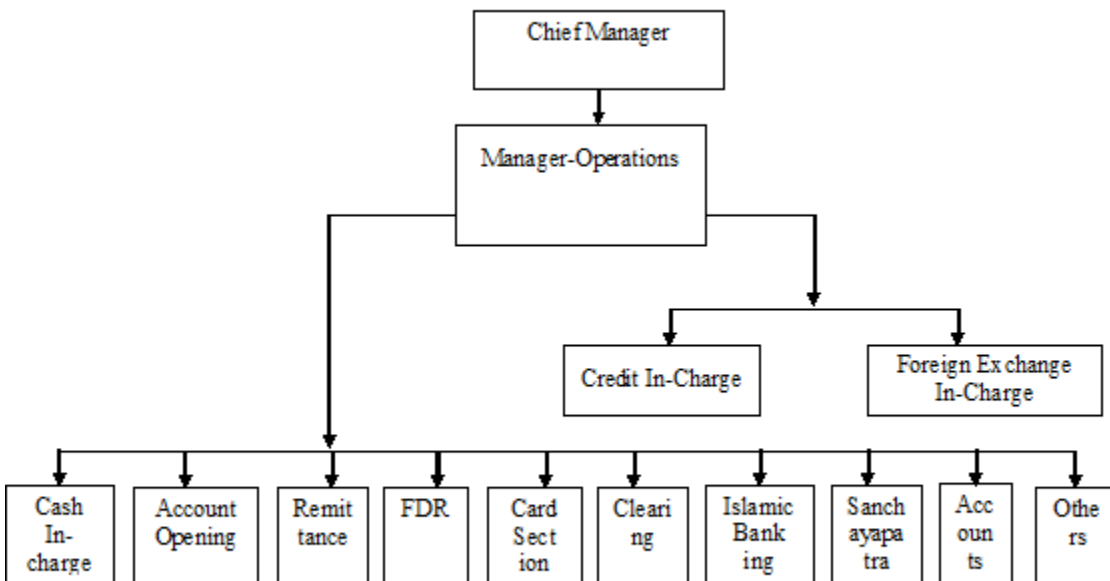 Chief Manager
Manager-Operations
Credit In-Charge
Foreign Exchange
In-Charge
Cash
In-
charge
Account
Opening
Remit
tance
FDR
Card
Sect
ion
Cleari
ng
Islamic
Bank
ing
Sanch
ayapa
tra
Acc
oun
ts
Othe
rs